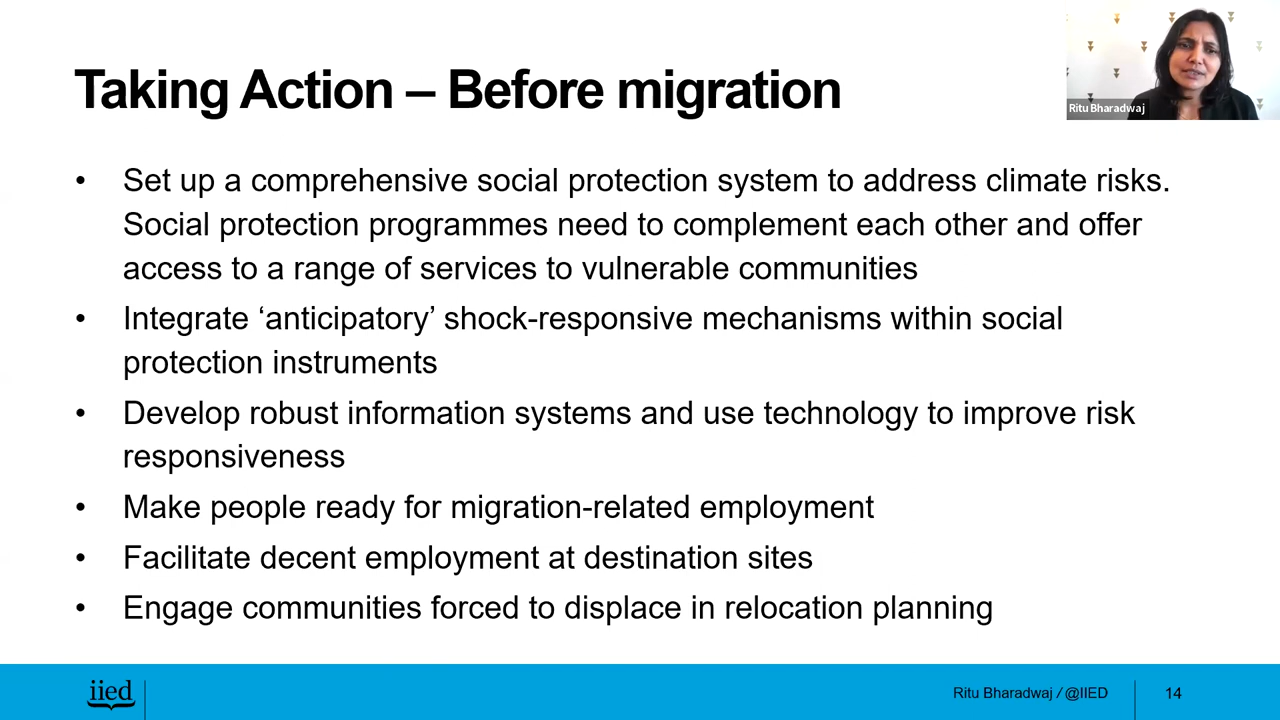 Taking Action – Before migration
Ritu Bharadwaj
• Set up a comprehensive social protection system to address climate risks.
Social protection programmes need to complement each other and offer
access to a range of services to vulnerable communities
• Integrate ‘anticipatory’ shock-responsive mechanisms within social
protection instruments
• Develop robust information systems and use technology to improve risk
responsiveness
• Make people ready for migration-related employment
• Facilitate decent employment at destination sites
• Engage communities forced to displace in relocation planning
iied
Ritu Bharadwaj / @IIED
14